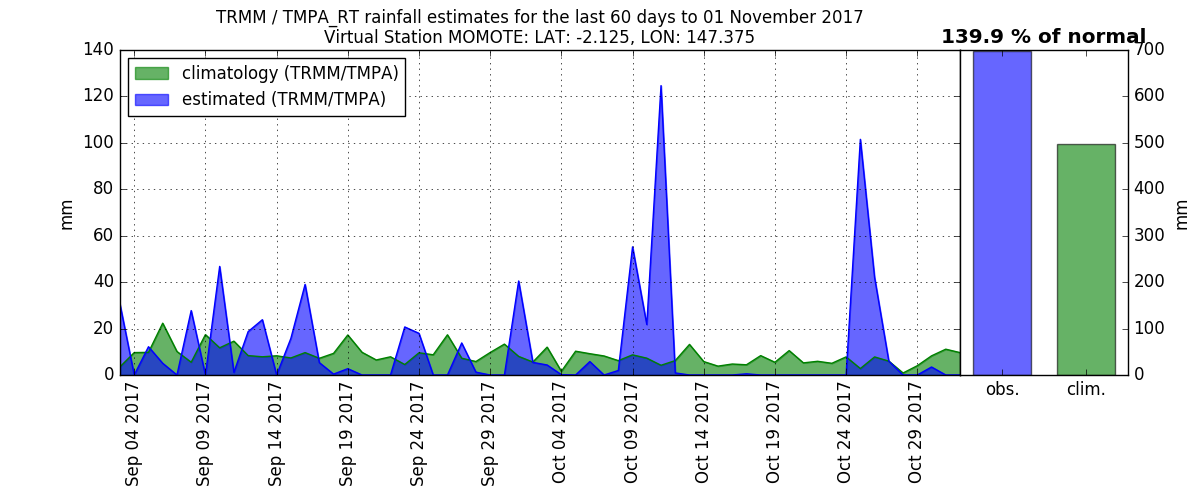 TRMM / TMPA_RT rainfall estimates for the last 60 days to 01 November 2017
Virtual Station MOMOTE: LAT: -2.125, LON: 147.375
139.9 % of normal
climatology (TRMM/TMPA)
estimated (TRMM/TMPA)
140
120
100
80
60
40
20
0
mm
700
600
500
400
300
200
100
0
mm
Sep 04 2017
Sep 09 2017
Sep 14 2017
Sep 19 2017
Sep 24 2017
Sep 29 2017
Oct 04 2017
Oct 09 2017
Oct 14 2017
Oct 19 2017
Oct 24 2017
Oct 29 2017
obs.
clim.